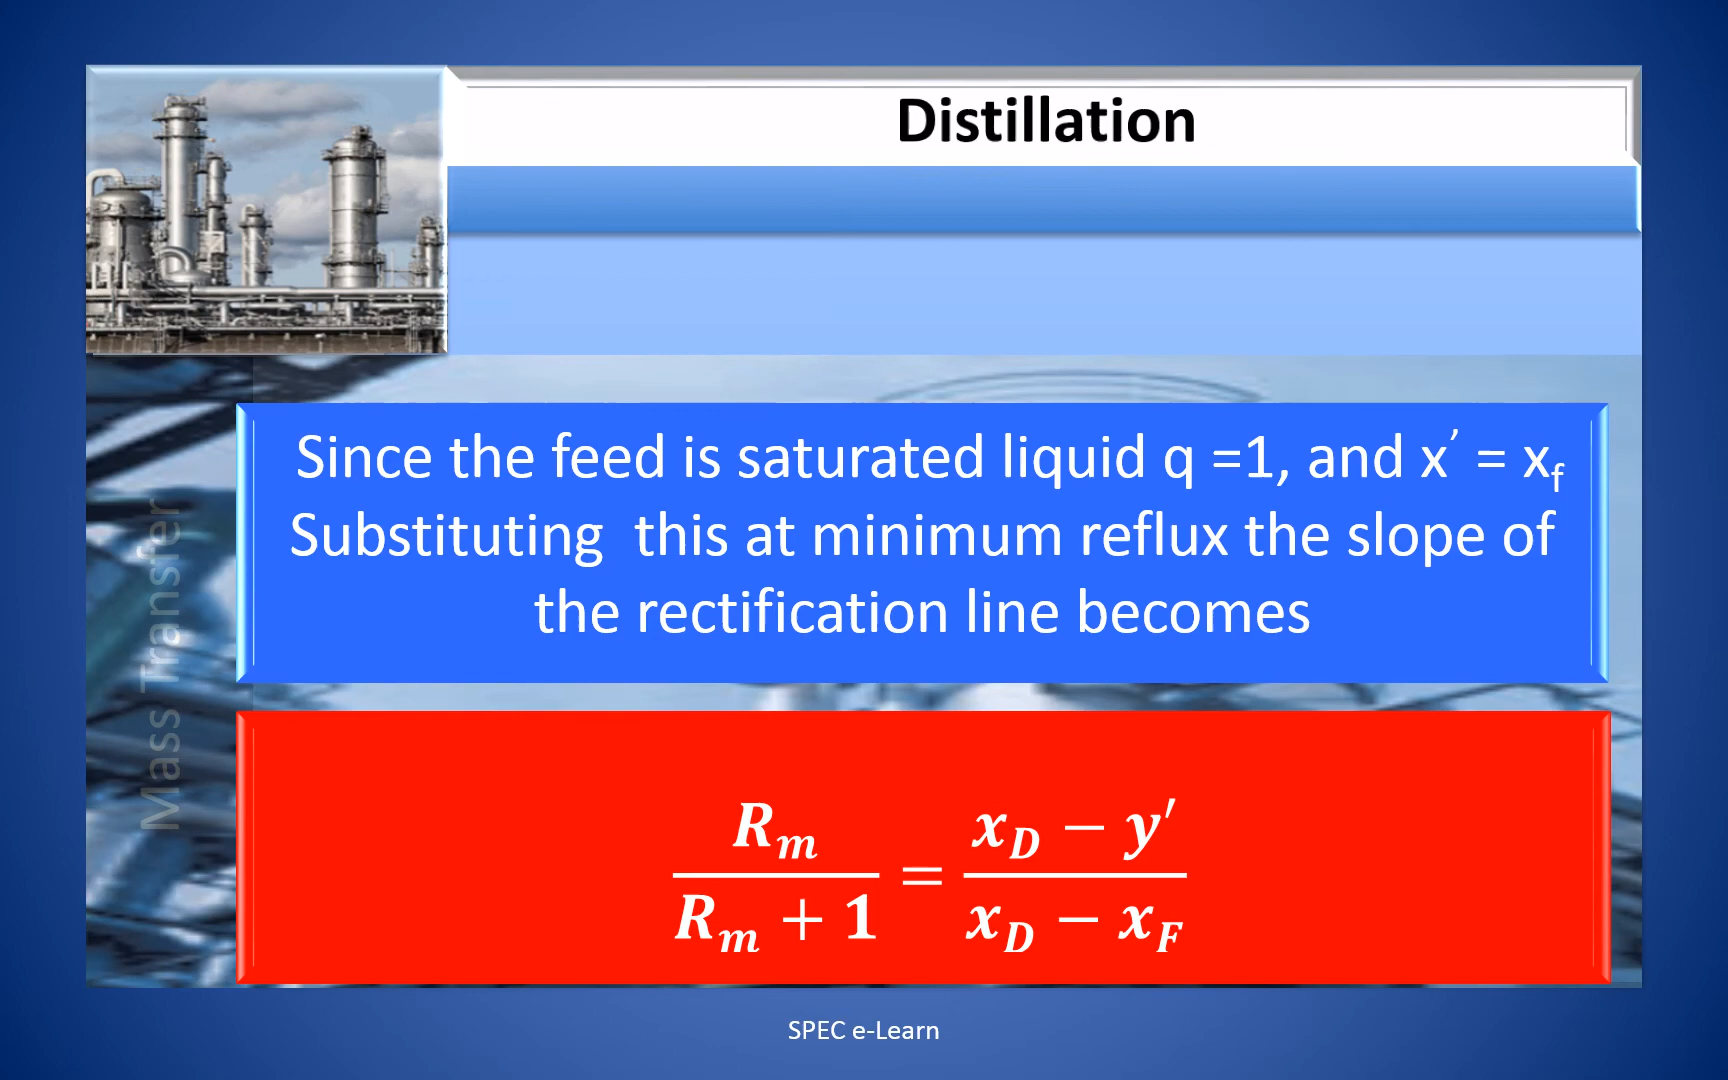 Distillation
Since the feed is saturated liquid q =1, and x′ = x_f
Substituting  this at minimum reflux the slope of
the rectification line becomes
Mass Transfer
R_m / (R_m + 1) = (x_D − y′) / (x_D − x_F)
SPEC e-Learn